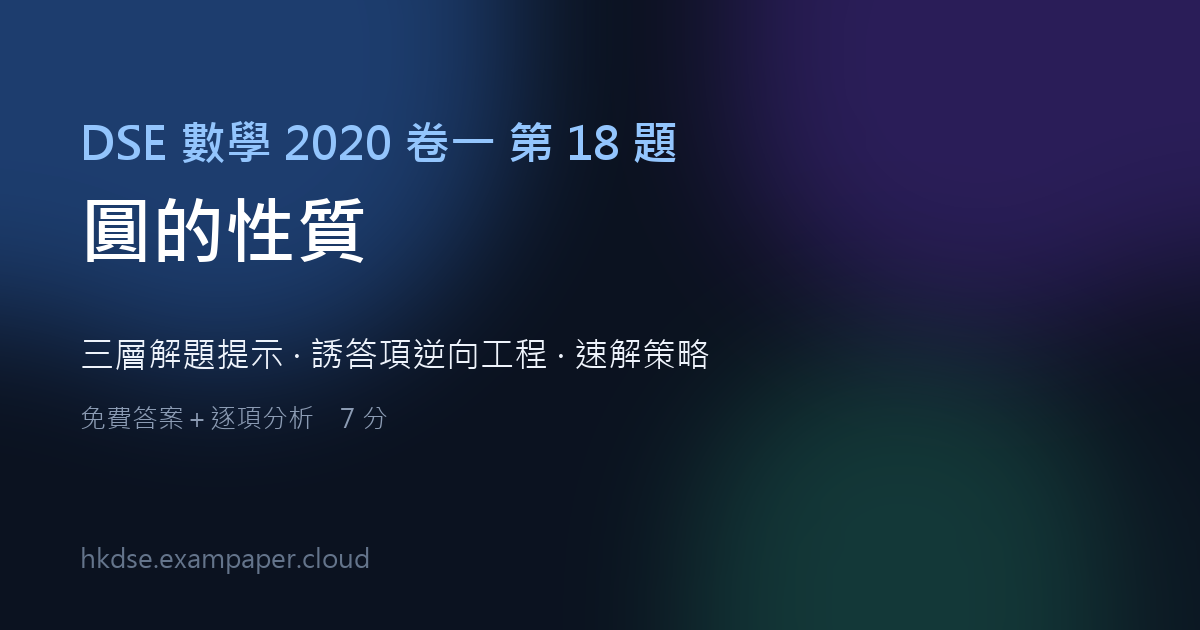 DSE 數學 2020 卷一 第 18 題
圓的性質
三層解題提示 · 誘答項逆向工程 · 速解策略
免費答案 + 逐項分析 7 分
hkdse.exampaper.cloud